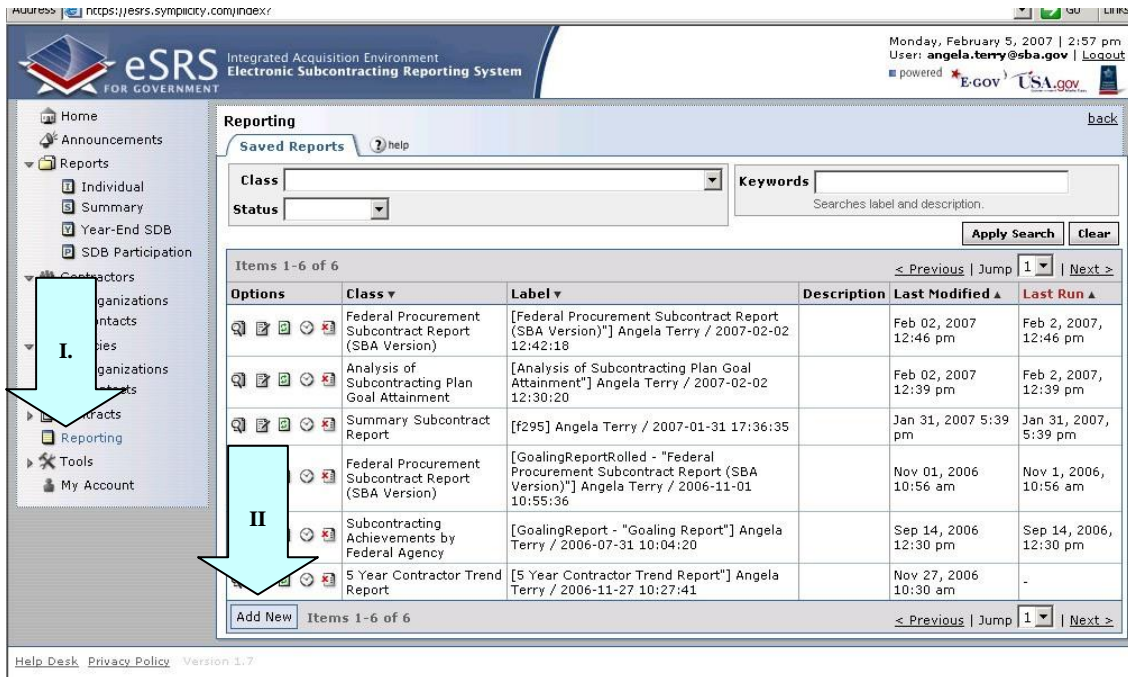 Address https://esrs.symplicity.com/index? Go Links
eSRS
FOR GOVERNMENT
Integrated Acquisition Environment
Electronic Subcontracting Reporting System
Monday, February 5, 2007 | 2:57 pm
User: angela.terry@sba.gov | Logout
powered E-GOV USA.gov
Home
Announcements
Reports
I Individual
S Summary
Y Year-End SDB
P SDB Participation
Contractors
ganizations
ntacts
I.
ies
ganizations
tacts
tracts
Reporting
Tools
My Account
Reporting
back
Saved Reports
? help
Class
Status
Keywords
Searches label and description.
Apply Search Clear
Items 1-6 of 6
< Previous | Jump 1 | Next >
Options Class Label Description Last Modified Last Run
Federal Procurement Subcontract Report (SBA Version)
[Federal Procurement Subcontract Report (SBA Version)"] Angela Terry / 2007-02-02 12:42:18
Feb 02, 2007 12:46 pm
Feb 2, 2007, 12:46 pm
Analysis of Subcontracting Plan Goal Attainment
[Analysis of Subcontracting Plan Goal Attainment"] Angela Terry / 2007-02-02 12:30:20
Feb 02, 2007 12:39 pm
Feb 2, 2007, 12:39 pm
Summary Subcontract Report
[f295] Angela Terry / 2007-01-31 17:36:35
Jan 31, 2007 5:39 pm
Jan 31, 2007, 5:39 pm
II
Federal Procurement Subcontract Report (SBA Version)
[GoalingReportRolled - "Federal Procurement Subcontract Report (SBA Version)"] Angela Terry / 2006-11-01 10:55:36
Nov 01, 2006 10:56 am
Nov 1, 2006, 10:56 am
Subcontracting Achievements by Federal Agency
[GoalingReport - "Goaling Report"] Angela Terry / 2006-07-31 10:04:20
Sep 14, 2006 12:30 pm
Sep 14, 2006, 12:30 pm
5 Year Contractor Trend Report
[5 Year Contractor Trend Report"] Angela Terry / 2006-11-27 10:27:41
Nov 27, 2006 10:30 am
-
Add New
Items 1-6 of 6
< Previous | Jump 1 | Next >
Help Desk Privacy Policy Version 1.7